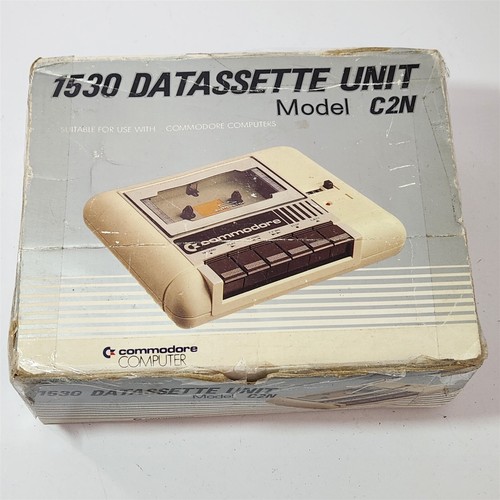 1530 DATASSETTE UNIT
Model C2N
SUITABLE FOR USE WITH COMMODORE COMPUTERS
commodore
commodore
COMPUTER
1530 DATASSETTE UNIT
Model C2N